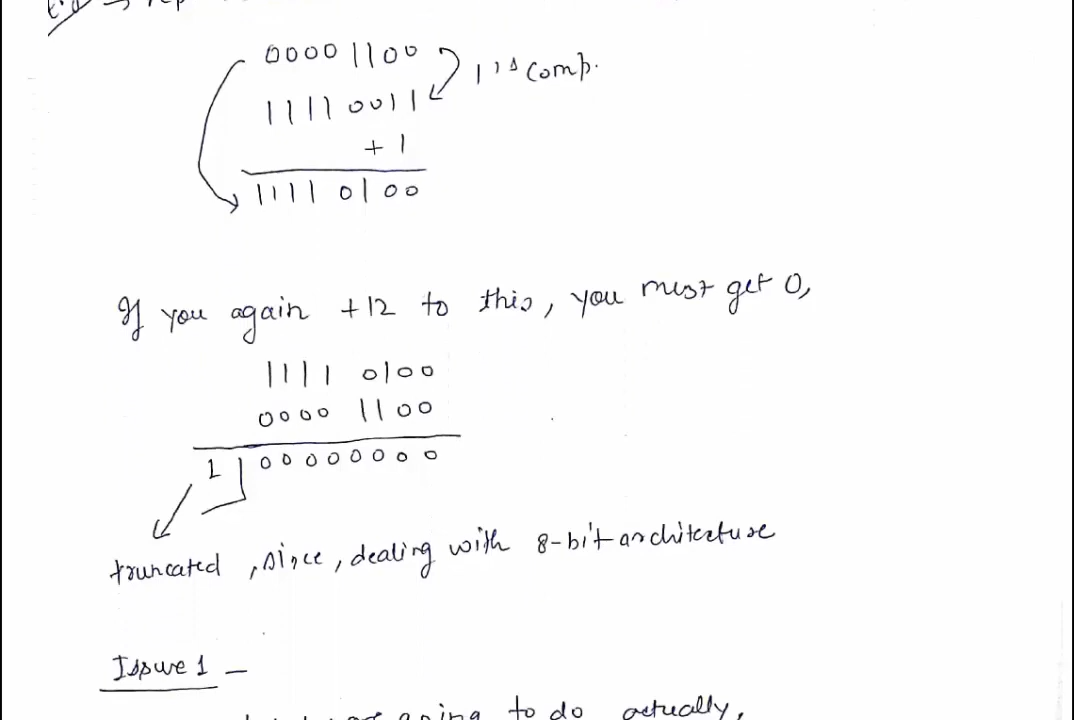 0000 1100
1's comp.
1111 0011
+ 1
1111 0100
If you again +12 to this, you must get 0,
1111 0100
0000 1100
1 00000000
truncated, since, dealing with 8-bit architecture
Issue 1 -
going to do actually,